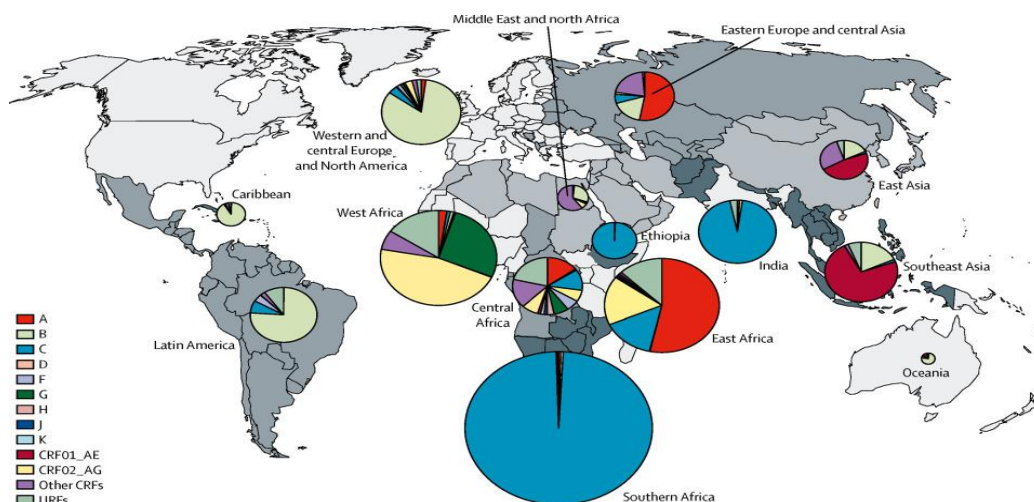 Middle East and north Africa
Eastern Europe and central Asia
Western and
central Europe
and North America
East Asia
Caribbean
West Africa
Ethiopia
India
Southeast Asia
Central
Africa
East Africa
Latin America
Oceania
Southern Africa
A
B
C
D
F
G
H
J
K
CRF01_AE
CRF02_AG
Other CRFs
URFs